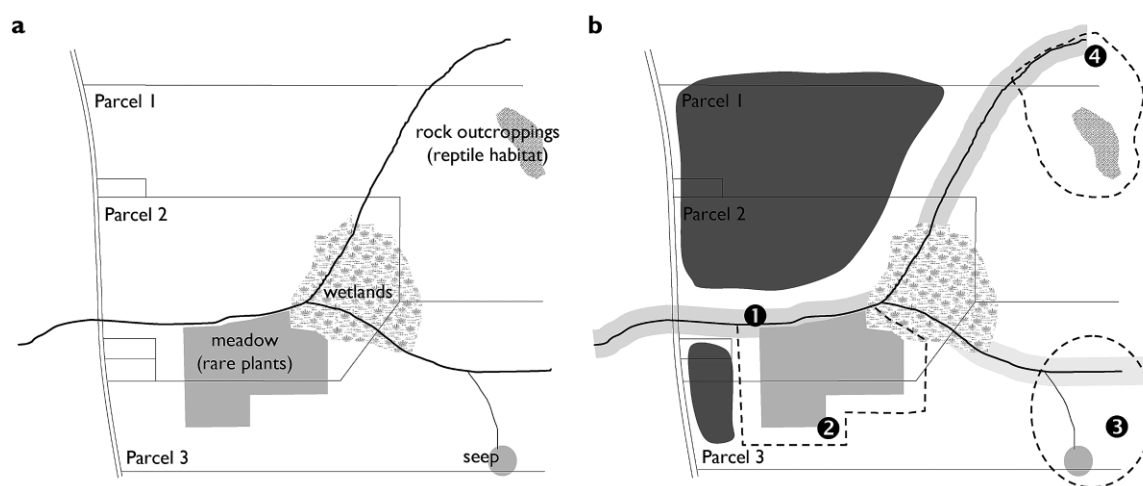 a
Parcel 1
rock outcroppings
(reptile habitat)
Parcel 2
wetlands
meadow
(rare plants)
Parcel 3
seep
b
4
Parcel 1
Parcel 2
1
2
3
Parcel 3